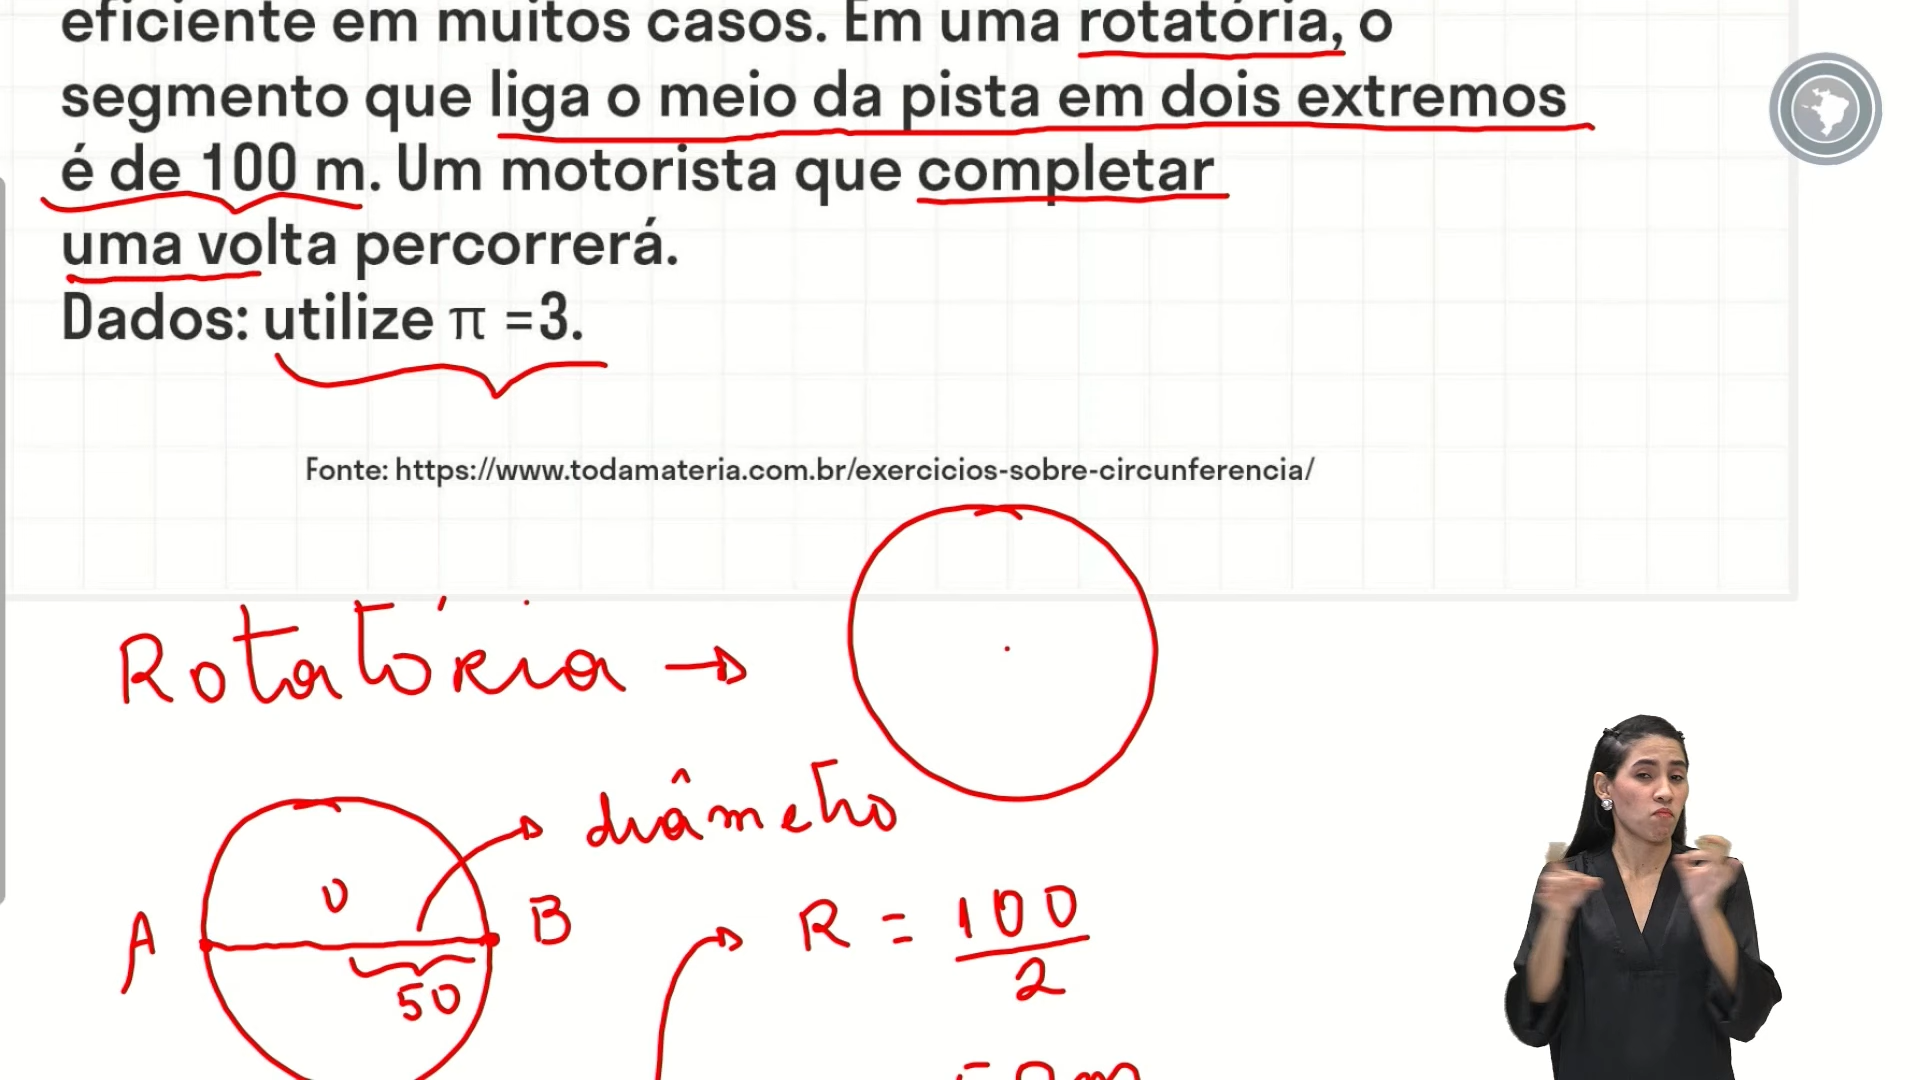 eficiente em muitos casos. Em uma rotatória, o
segmento que liga o meio da pista em dois extremos
é de 100 m. Um motorista que completar
uma volta percorrerá.
Dados: utilize π =3.
Fonte: https://www.todamateria.com.br/exercicios-sobre-circunferencia/
Rotatória →
diâmetro
0
A
B
50
R = 100/2
50m